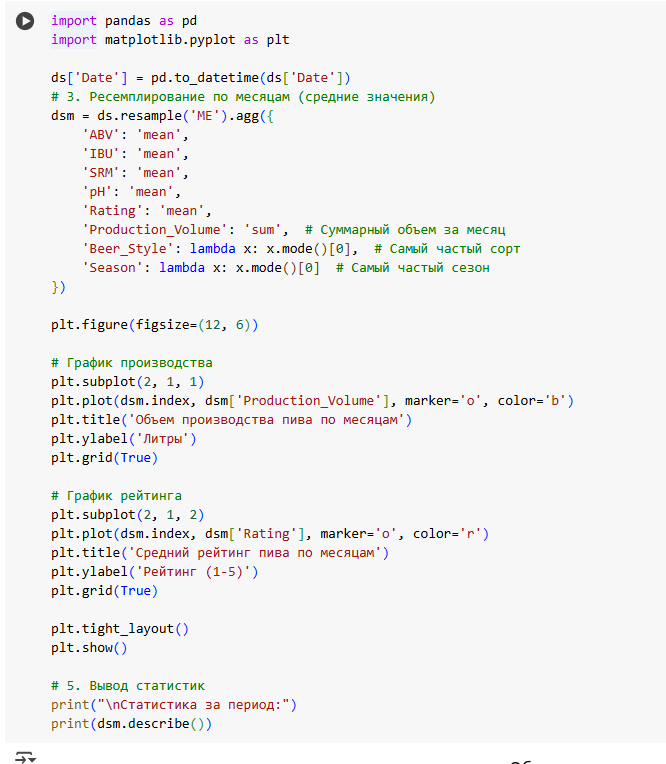 import pandas as pd
import matplotlib.pyplot as plt
ds['Date'] = pd.to_datetime(ds['Date'])
# 3. Ресемплирование по месяцам (средние значения)
dsm = ds.resample('ME').agg({
    'ABV': 'mean',
    'IBU': 'mean',
    'SRM': 'mean',
    'pH': 'mean',
    'Rating': 'mean',
    'Production_Volume': 'sum',  # Суммарный объем за месяц
    'Beer_Style': lambda x: x.mode()[0],  # Самый частый сорт
    'Season': lambda x: x.mode()[0]  # Самый частый сезон
})
plt.figure(figsize=(12, 6))
# График производства
plt.subplot(2, 1, 1)
plt.plot(dsm.index, dsm['Production_Volume'], marker='o', color='b')
plt.title('Объем производства пива по месяцам')
plt.ylabel('Литры')
plt.grid(True)
# График рейтинга
plt.subplot(2, 1, 2)
plt.plot(dsm.index, dsm['Rating'], marker='o', color='r')
plt.title('Средний рейтинг пива по месяцам')
plt.ylabel('Рейтинг (1-5)')
plt.grid(True)
plt.tight_layout()
plt.show()
# 5. Вывод статистик
print("\nСтатистика за период:")
print(dsm.describe())